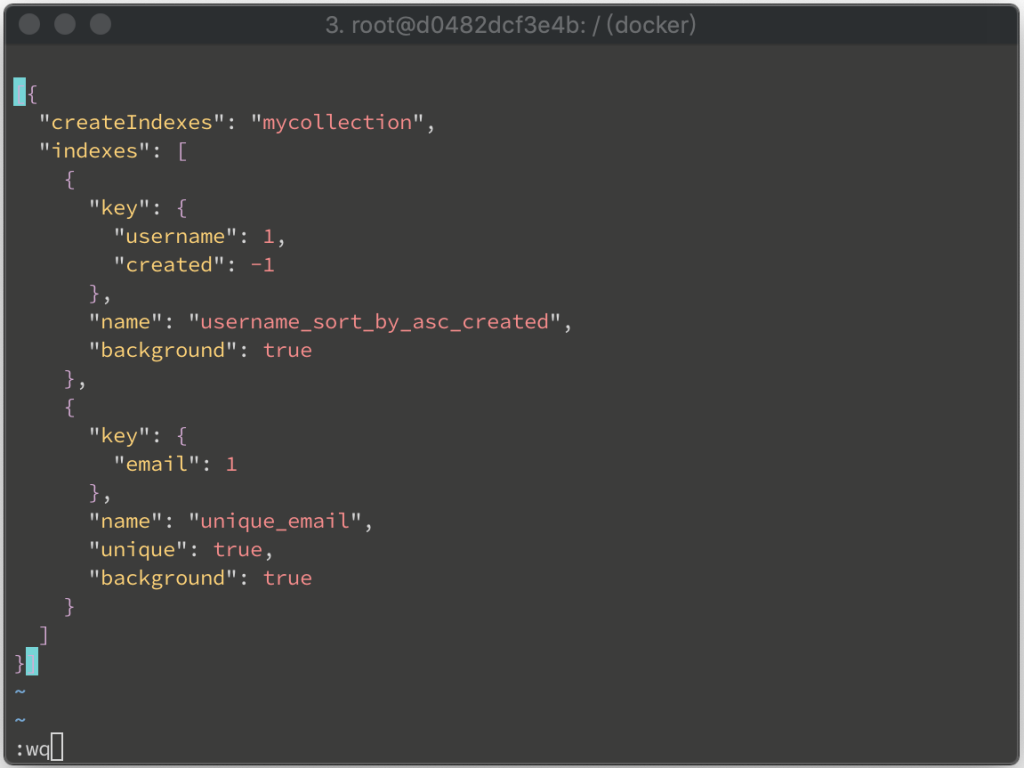 3. root@d0482dcf3e4b: / (docker)
[{
  "createIndexes": "mycollection",
  "indexes": [
    {
      "key": {
        "username": 1,
        "created": -1
      },
      "name": "username_sort_by_asc_created",
      "background": true
    },
    {
      "key": {
        "email": 1
      },
      "name": "unique_email",
      "unique": true,
      "background": true
    }
  ]
}]
~
~
:wq